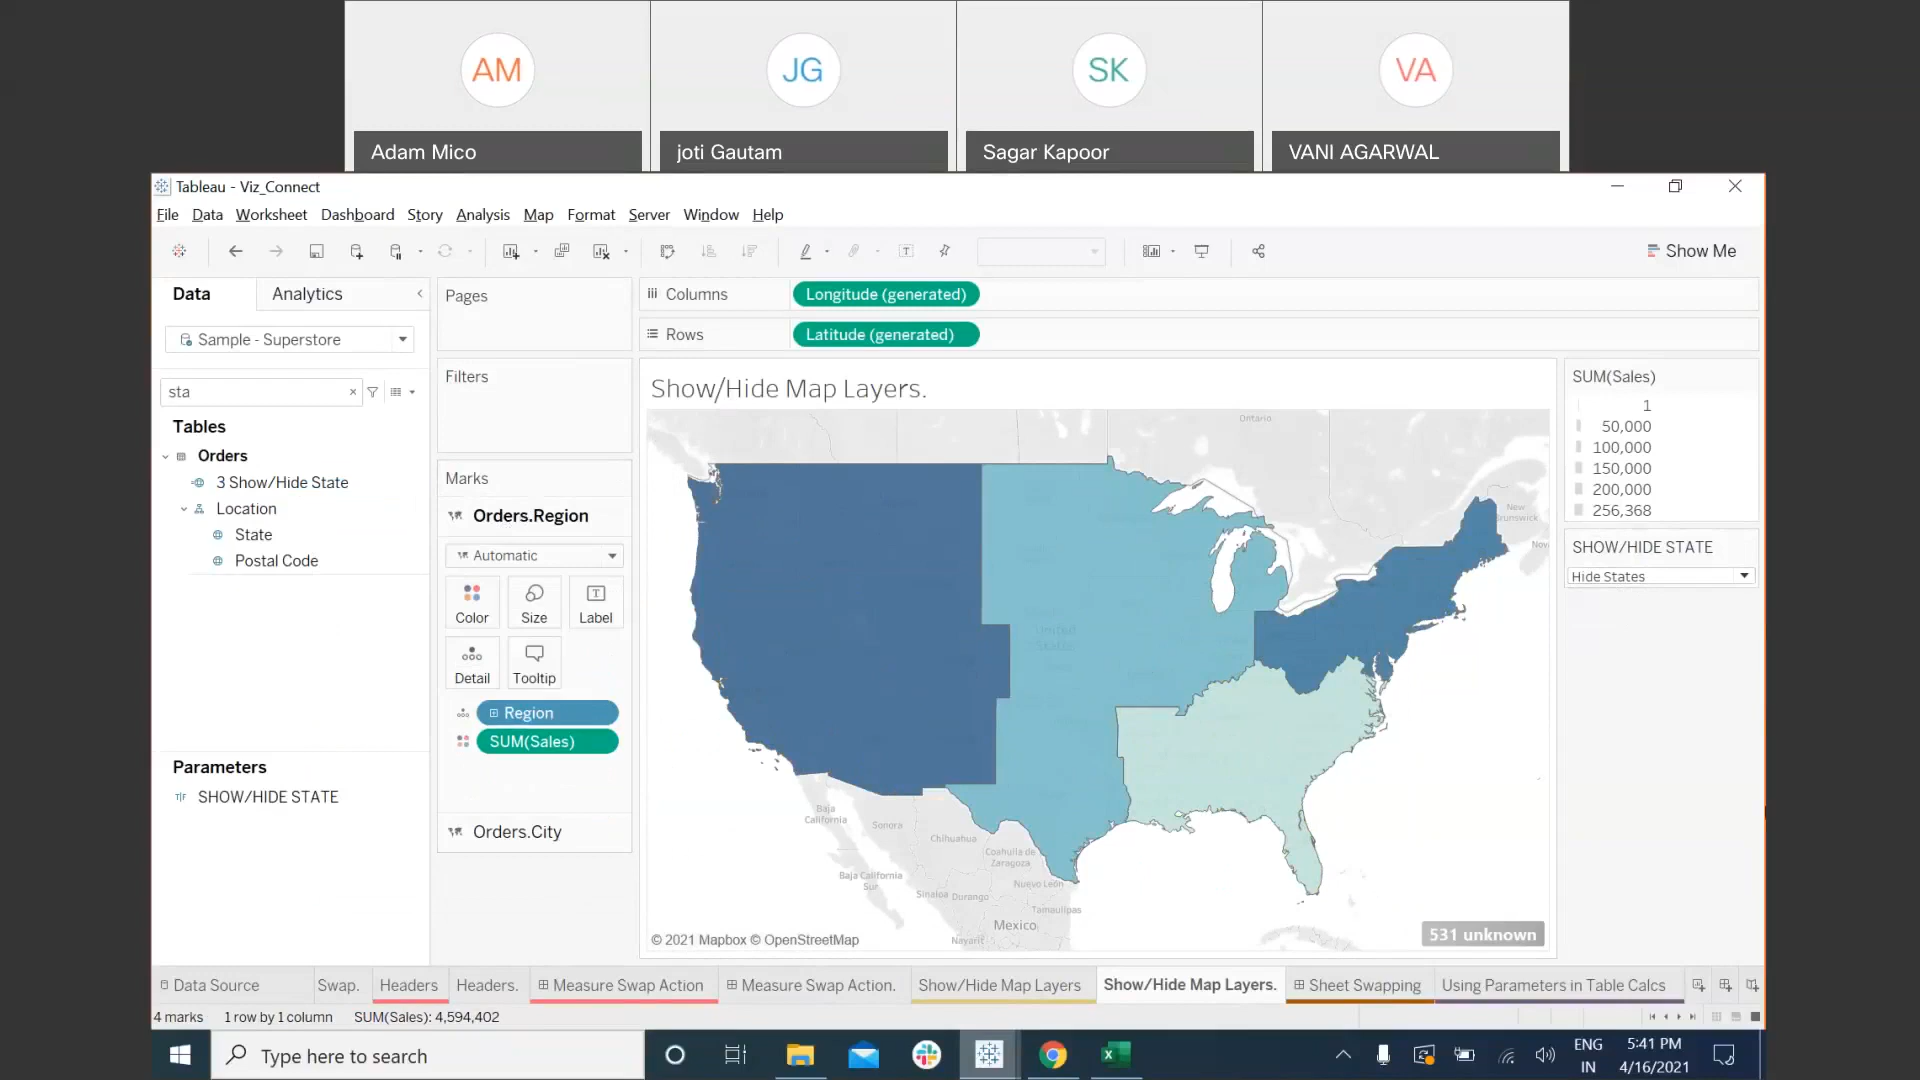 AM
JG
SK
VA
Adam Mico
joti Gautam
Sagar Kapoor
VANI AGARWAL
Tableau - Viz_Connect
File Data Worksheet Dashboard Story Analysis Map Format Server Window Help
Show Me
Data
Analytics
Sample - Superstore
sta
Tables
Orders
3 Show/Hide State
Location
State
Postal Code
Parameters
SHOW/HIDE STATE
Pages
Filters
Marks
Orders.Region
Automatic
Color
Size
Label
Detail
Tooltip
Region
SUM(Sales)
Orders.City
Columns
Longitude (generated)
Rows
Latitude (generated)
Show/Hide Map Layers.
Ontario
New
Brunswick
United
States
Baja
California
Sonora
Chihuahua
Coahuila de
Zaragoza
Baja California
Sur
Nuevo León
Sinaloa
Durango
Tamaulipas
Mexico
Nayarit
© 2021 Mapbox © OpenStreetMap
531 unknown
SUM(Sales)
1
50,000
100,000
150,000
200,000
256,368
SHOW/HIDE STATE
Hide States
Data Source
Swap.
Headers
Headers.
Measure Swap Action
Measure Swap Action.
Show/Hide Map Layers
Show/Hide Map Layers.
Sheet Swapping
Using Parameters in Table Calcs
4 marks
1 row by 1 column
SUM(Sales): 4,594,402
Type here to search
ENG
IN
5:41 PM
4/16/2021